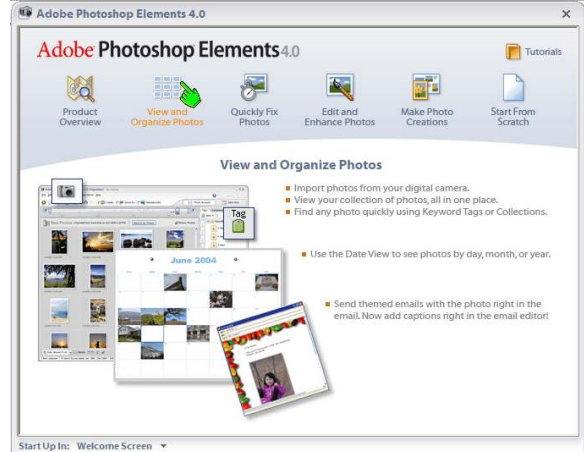 Adobe Photoshop Elements 4.0
Adobe Photoshop Elements 4.0
Tutorials
Product
Overview
View and
Organize Photos
Quickly Fix
Photos
Edit and
Enhance Photos
Make Photo
Creations
Start From
Scratch
View and Organize Photos
Import photos from your digital camera.
View your collection of photos, all in one place.
Find any photo quickly using Keyword Tags or Collections.
Tag
June 2004
Use the Date View to see photos by day, month, or year.
Send themed emails with the photo right in the
email. Now add captions right in the email editor!
Start Up In: Welcome Screen